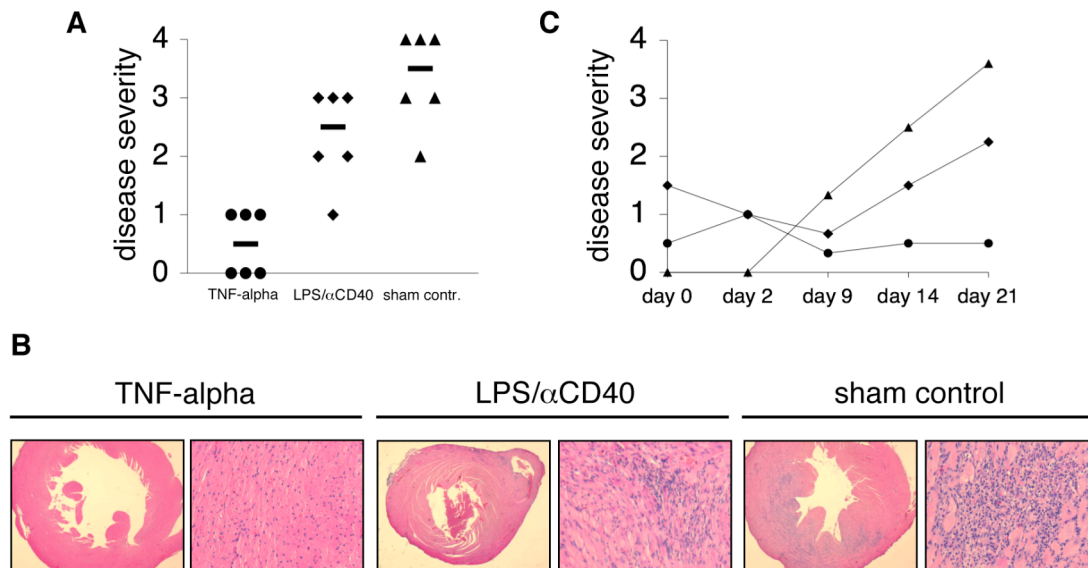 A
disease severity
4
3
2
1
0
TNF-alpha LPS/αCD40 sham contr.
C
disease severity
4
3
2
1
0
day 0 day 2 day 9 day 14 day 21
B
TNF-alpha LPS/αCD40 sham control